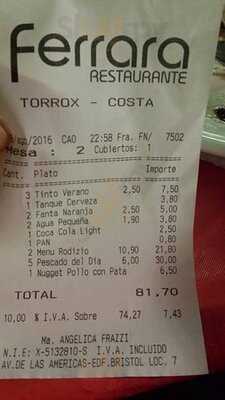 Ferrara
RESTAURANTE
TORROX - COSTA
/2016 CAO 22:58 Fra. FN/ 7502
Mesa : 2 Cubiertos: 1
Cant. Plato Importe
3 Tinto Verano 2,50 7,50
1 Tanque Cerveza 3,80
2 Fanta Naranja 2,50 5,00
2 Agua Pequeña 1,90 3,80
1 Coca Cola Light 2,50
1 PAN 0,80
2 Menu Rodizio 10,90 21,80
5 Pescado del Dia 6,00 30,00
1 Nugget Pollo con Pata 6,50
TOTAL 81,70
10,00 % I.V.A. Sobre 74,27 7,43
Ma. ANGELICA FRAZZI
N.I.E: X-5132810-S I.V.A. INCLUIDO
AV.DE LAS AMERICAS-EDF.BRISTOL LOC. 7